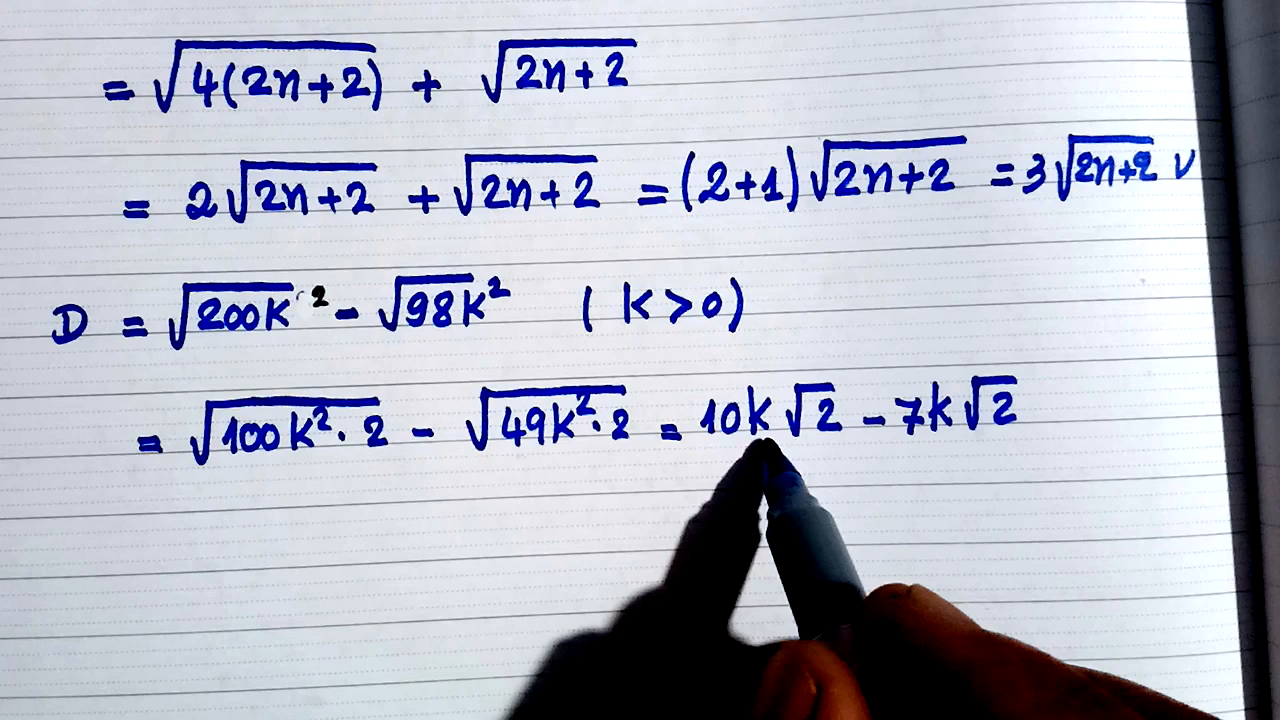 = √4(2n+2) + √2n+2
= 2√2n+2 + √2n+2 = (2+1)√2n+2 = 3√2n+2 v
D = √200K² - √98K² ( K>0)
= √100K²·2 - √49K²·2 = 10k√2 - 7k√2